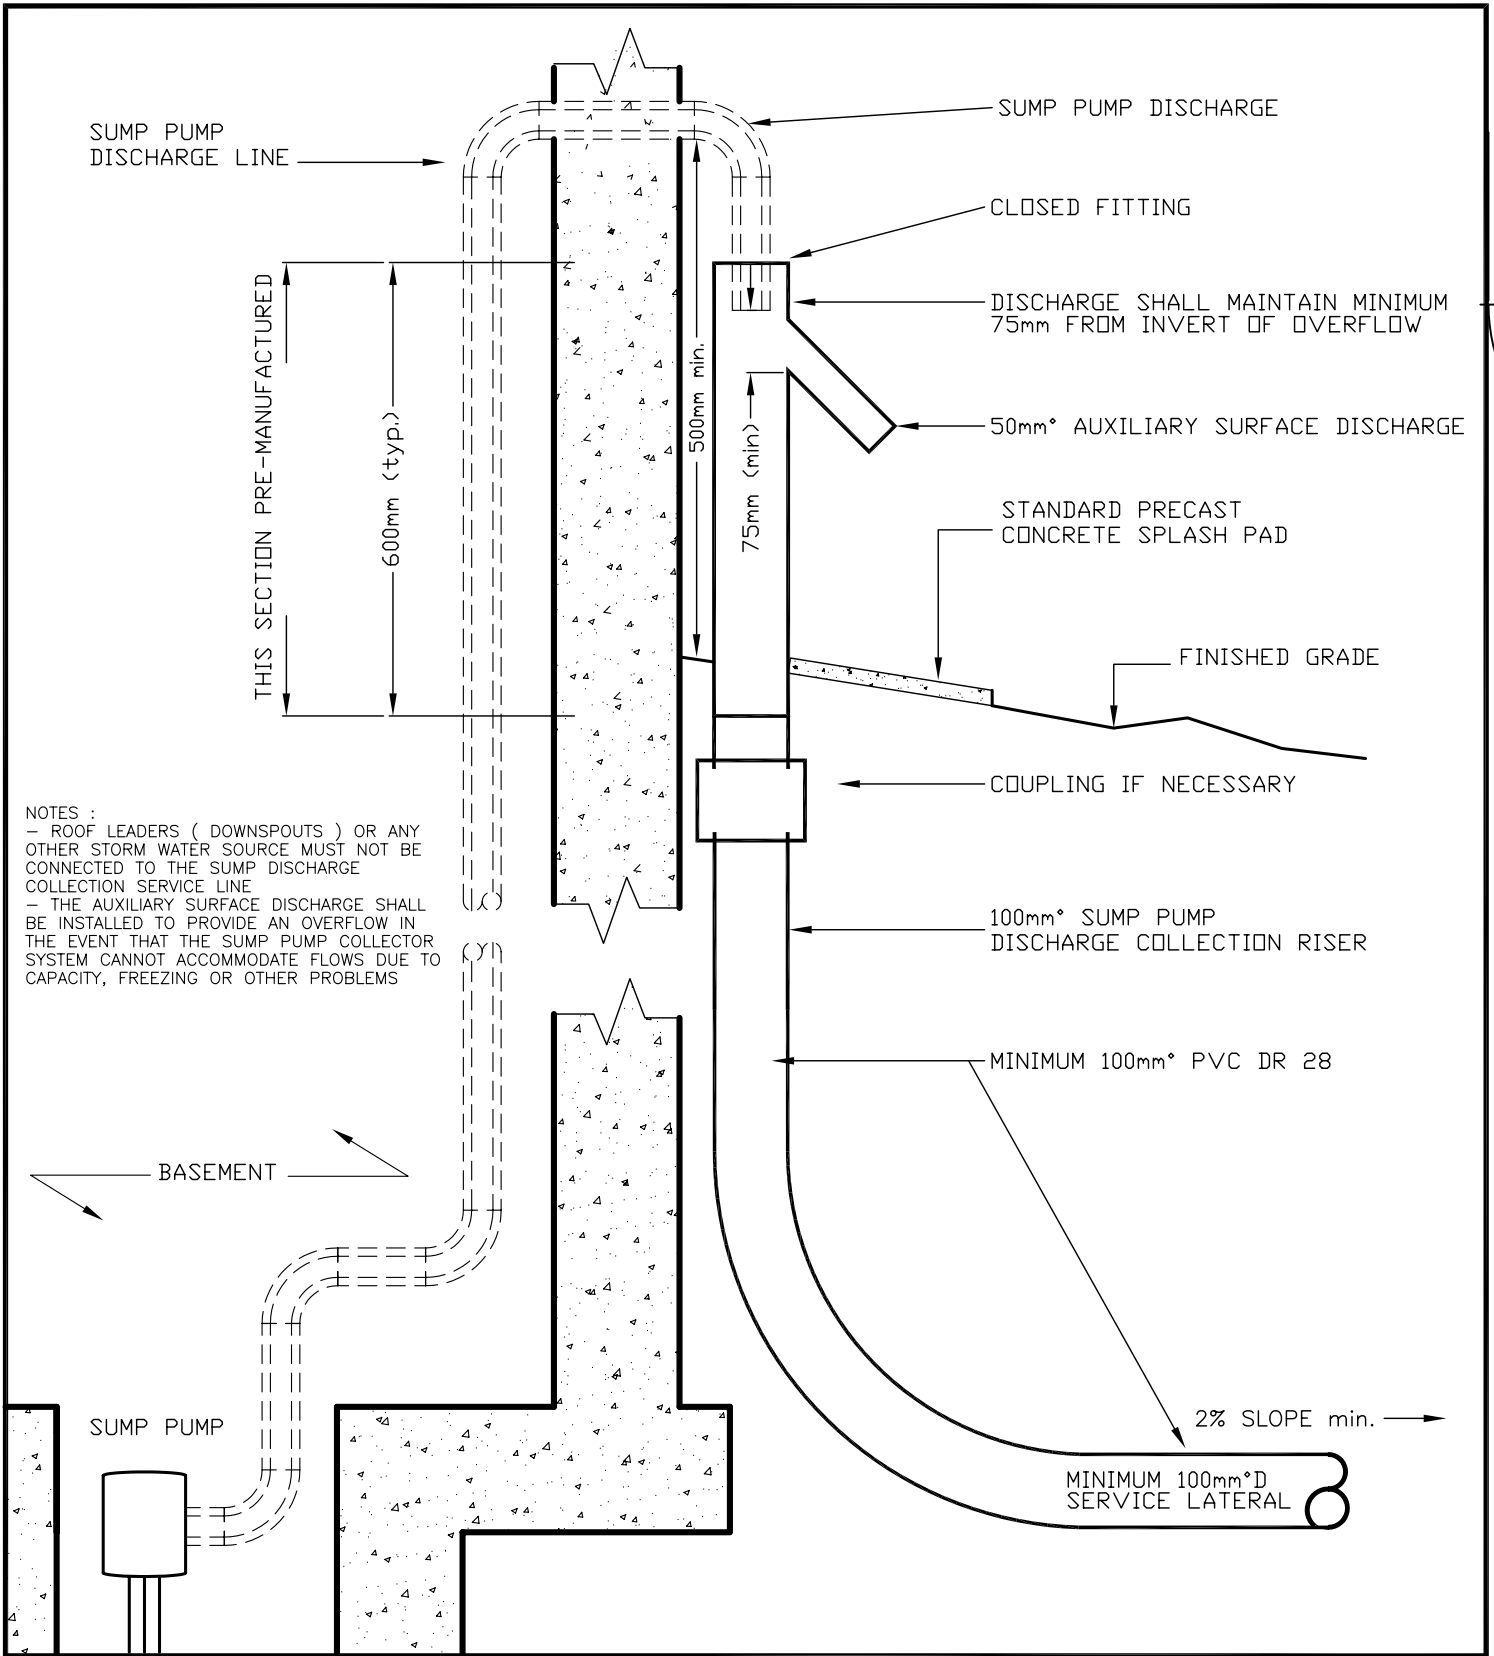 SUMP PUMP DISCHARGE
SUMP PUMP
DISCHARGE LINE
CLOSED FITTING
THIS SECTION PRE-MANUFACTURED
600mm (typ.)
500mm min.
75mm (min)
DISCHARGE SHALL MAINTAIN MINIMUM
75mm FROM INVERT OF OVERFLOW
50mm° AUXILIARY SURFACE DISCHARGE
STANDARD PRECAST
CONCRETE SPLASH PAD
FINISHED GRADE
COUPLING IF NECESSARY
NOTES :
- ROOF LEADERS ( DOWNSPOUTS ) OR ANY
OTHER STORM WATER SOURCE MUST NOT BE
CONNECTED TO THE SUMP DISCHARGE
COLLECTION SERVICE LINE
- THE AUXILIARY SURFACE DISCHARGE SHALL
BE INSTALLED TO PROVIDE AN OVERFLOW IN
THE EVENT THAT THE SUMP PUMP COLLECTOR
SYSTEM CANNOT ACCOMMODATE FLOWS DUE TO
CAPACITY, FREEZING OR OTHER PROBLEMS
100mm° SUMP PUMP
DISCHARGE COLLECTION RISER
MINIMUM 100mm° PVC DR 28
BASEMENT
SUMP PUMP
2% SLOPE min.
MINIMUM 100mm°D
SERVICE LATERAL